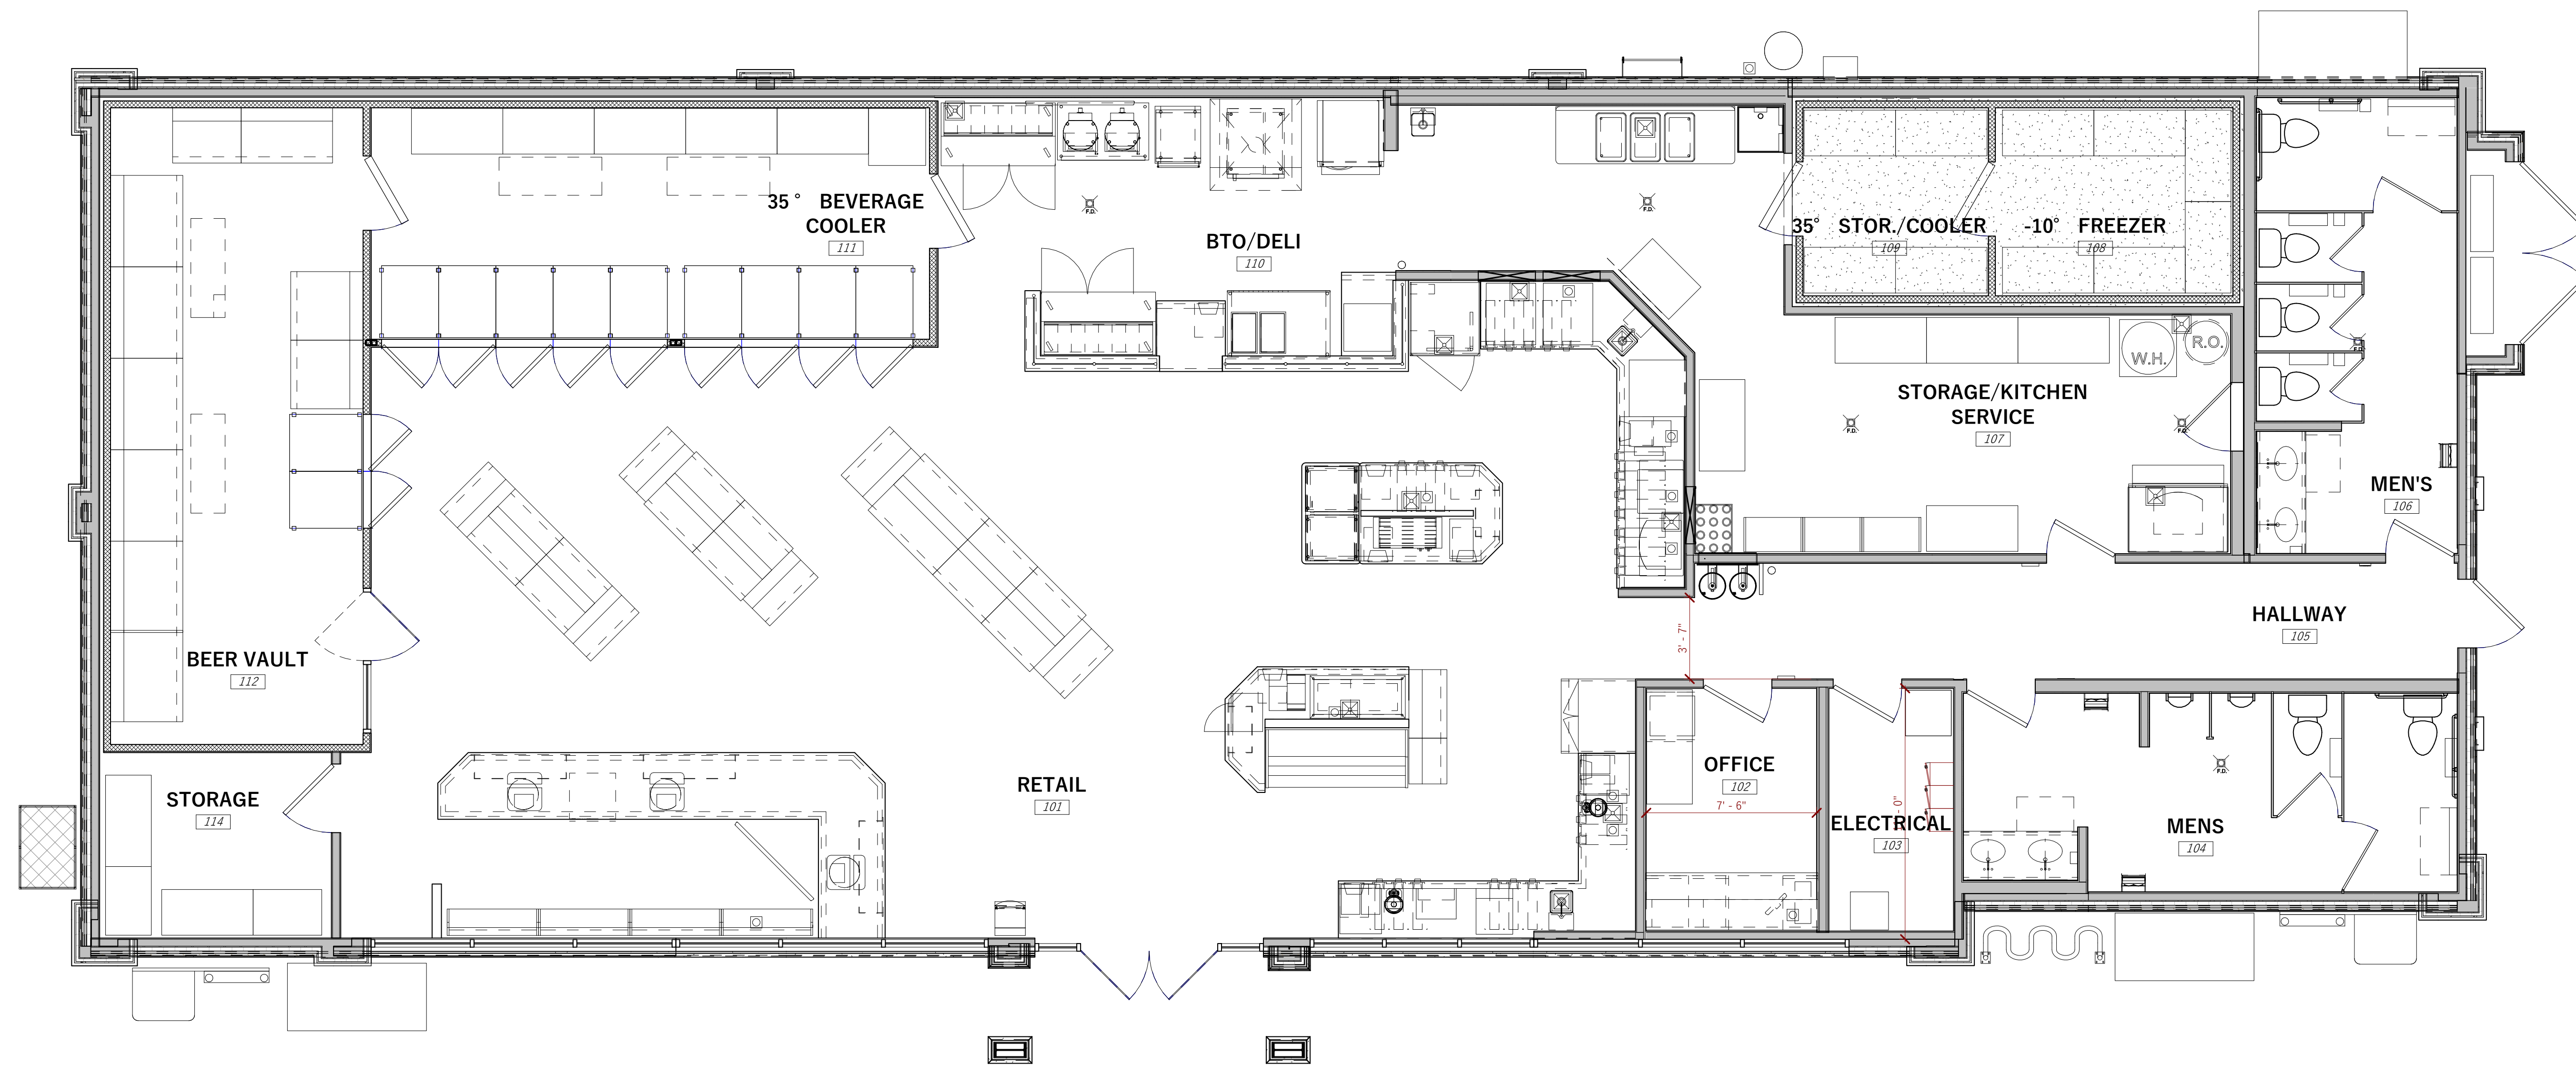 35° BEVERAGE
COOLER
111
BTO/DELI
110
F.D.
F.D.
35° STOR./COOLER
109
-10° FREEZER
108
W.H.
R.O.
F.D.
STORAGE/KITCHEN
SERVICE
107
F.D.
F.D.
MEN'S
106
HALLWAY
105
3' - 7"
BEER VAULT
112
STORAGE
114
RETAIL
101
OFFICE
102
7' - 6"
ELECTRICAL
103
MENS
104
F.D.